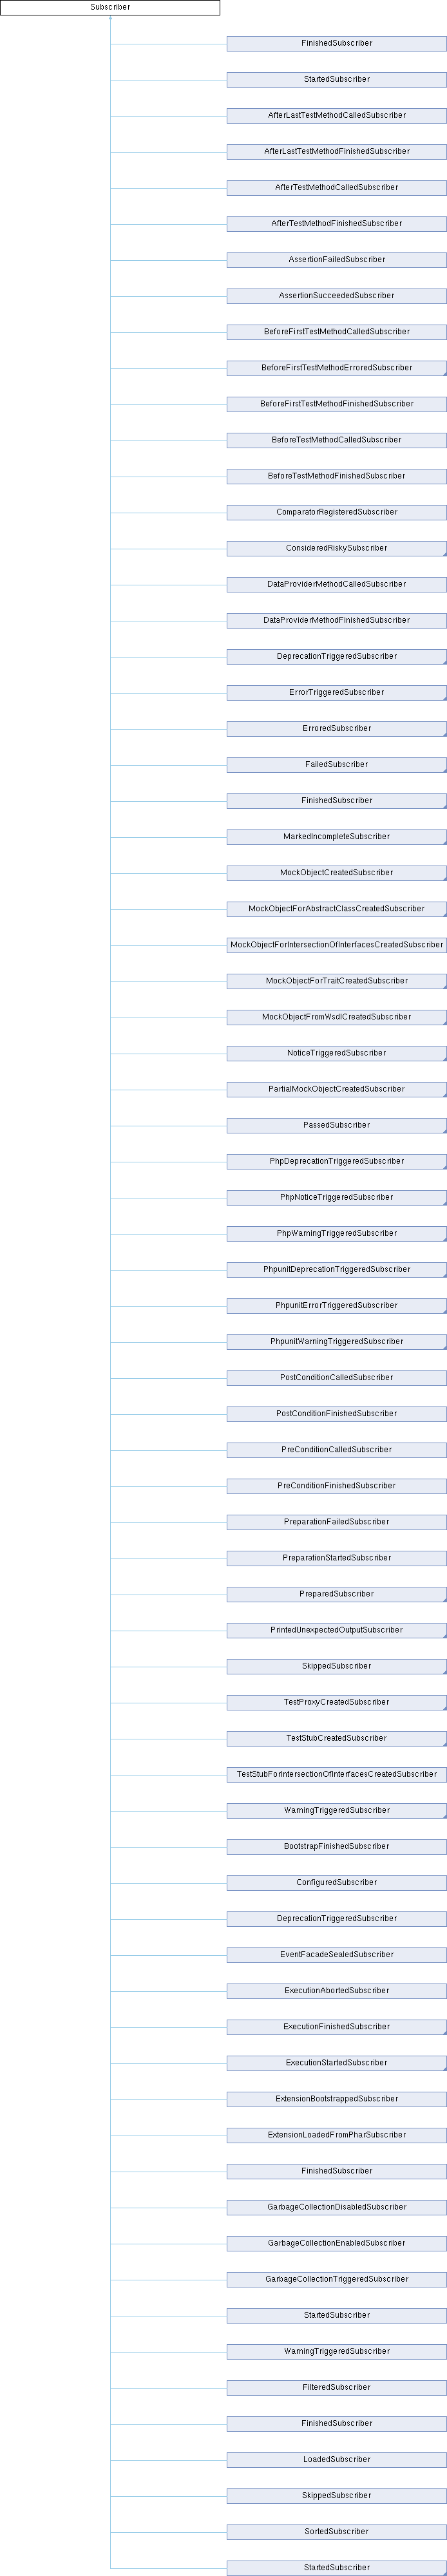 Subscriber
FinishedSubscriber
StartedSubscriber
AfterLastTestMethodCalledSubscriber
AfterLastTestMethodFinishedSubscriber
AfterTestMethodCalledSubscriber
AfterTestMethodFinishedSubscriber
AssertionFailedSubscriber
AssertionSucceededSubscriber
BeforeFirstTestMethodCalledSubscriber
BeforeFirstTestMethodErroredSubscriber
BeforeFirstTestMethodFinishedSubscriber
BeforeTestMethodCalledSubscriber
BeforeTestMethodFinishedSubscriber
ComparatorRegisteredSubscriber
ConsideredRiskySubscriber
DataProviderMethodCalledSubscriber
DataProviderMethodFinishedSubscriber
DeprecationTriggeredSubscriber
ErrorTriggeredSubscriber
ErroredSubscriber
FailedSubscriber
FinishedSubscriber
MarkedIncompleteSubscriber
MockObjectCreatedSubscriber
MockObjectForAbstractClassCreatedSubscriber
MockObjectForIntersectionOfInterfacesCreatedSubscriber
MockObjectForTraitCreatedSubscriber
MockObjectFromWsdlCreatedSubscriber
NoticeTriggeredSubscriber
PartialMockObjectCreatedSubscriber
PassedSubscriber
PhpDeprecationTriggeredSubscriber
PhpNoticeTriggeredSubscriber
PhpWarningTriggeredSubscriber
PhpunitDeprecationTriggeredSubscriber
PhpunitErrorTriggeredSubscriber
PhpunitWarningTriggeredSubscriber
PostConditionCalledSubscriber
PostConditionFinishedSubscriber
PreConditionCalledSubscriber
PreConditionFinishedSubscriber
PreparationFailedSubscriber
PreparationStartedSubscriber
PreparedSubscriber
PrintedUnexpectedOutputSubscriber
SkippedSubscriber
TestProxyCreatedSubscriber
TestStubCreatedSubscriber
TestStubForIntersectionOfInterfacesCreatedSubscriber
WarningTriggeredSubscriber
BootstrapFinishedSubscriber
ConfiguredSubscriber
DeprecationTriggeredSubscriber
EventFacadeSealedSubscriber
ExecutionAbortedSubscriber
ExecutionFinishedSubscriber
ExecutionStartedSubscriber
ExtensionBootstrappedSubscriber
ExtensionLoadedFromPharSubscriber
FinishedSubscriber
GarbageCollectionDisabledSubscriber
GarbageCollectionEnabledSubscriber
GarbageCollectionTriggeredSubscriber
StartedSubscriber
WarningTriggeredSubscriber
FilteredSubscriber
FinishedSubscriber
LoadedSubscriber
SkippedSubscriber
SortedSubscriber
StartedSubscriber